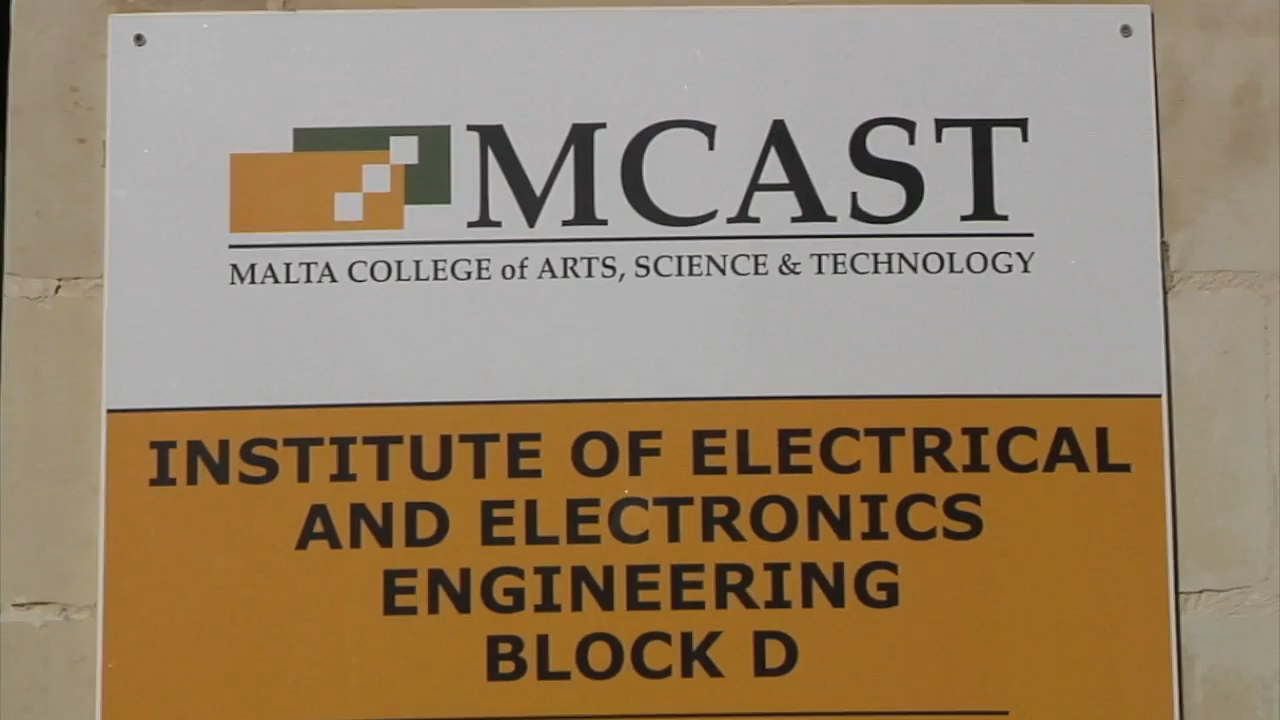 MCAST
MALTA COLLEGE of ARTS, SCIENCE & TECHNOLOGY
INSTITUTE OF ELECTRICAL
AND ELECTRONICS
ENGINEERING
BLOCK D